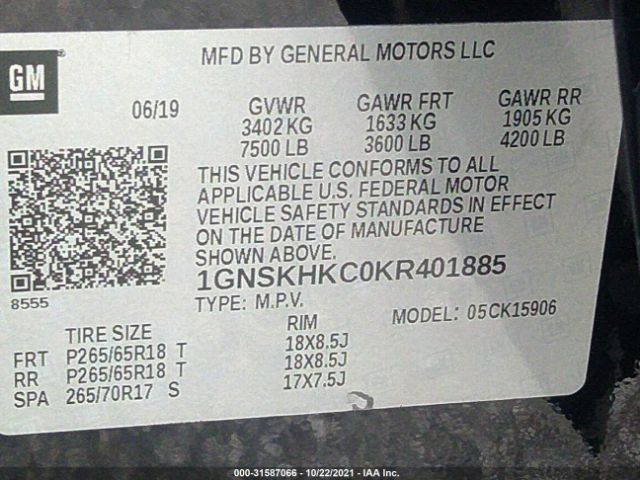 GM
MFD BY GENERAL MOTORS LLC
06/19 GVWR GAWR FRT GAWR RR
3402 KG 1633 KG 1905 KG
7500 LB 3600 LB 4200 LB
THIS VEHICLE CONFORMS TO ALL
APPLICABLE U.S. FEDERAL MOTOR
VEHICLE SAFETY STANDARDS IN EFFECT
ON THE DATE OF MANUFACTURE
SHOWN ABOVE.
1GNSKHKC0KR401885
8555
TYPE: M.P.V. MODEL: 05CK15906
TIRE SIZE RIM
FRT P265/65R18 T 18X8.5J
RR P265/65R18 T 18X8.5J
SPA 265/70R17 S 17X7.5J
000-31587066 - 10/22/2021 - IAA Inc.